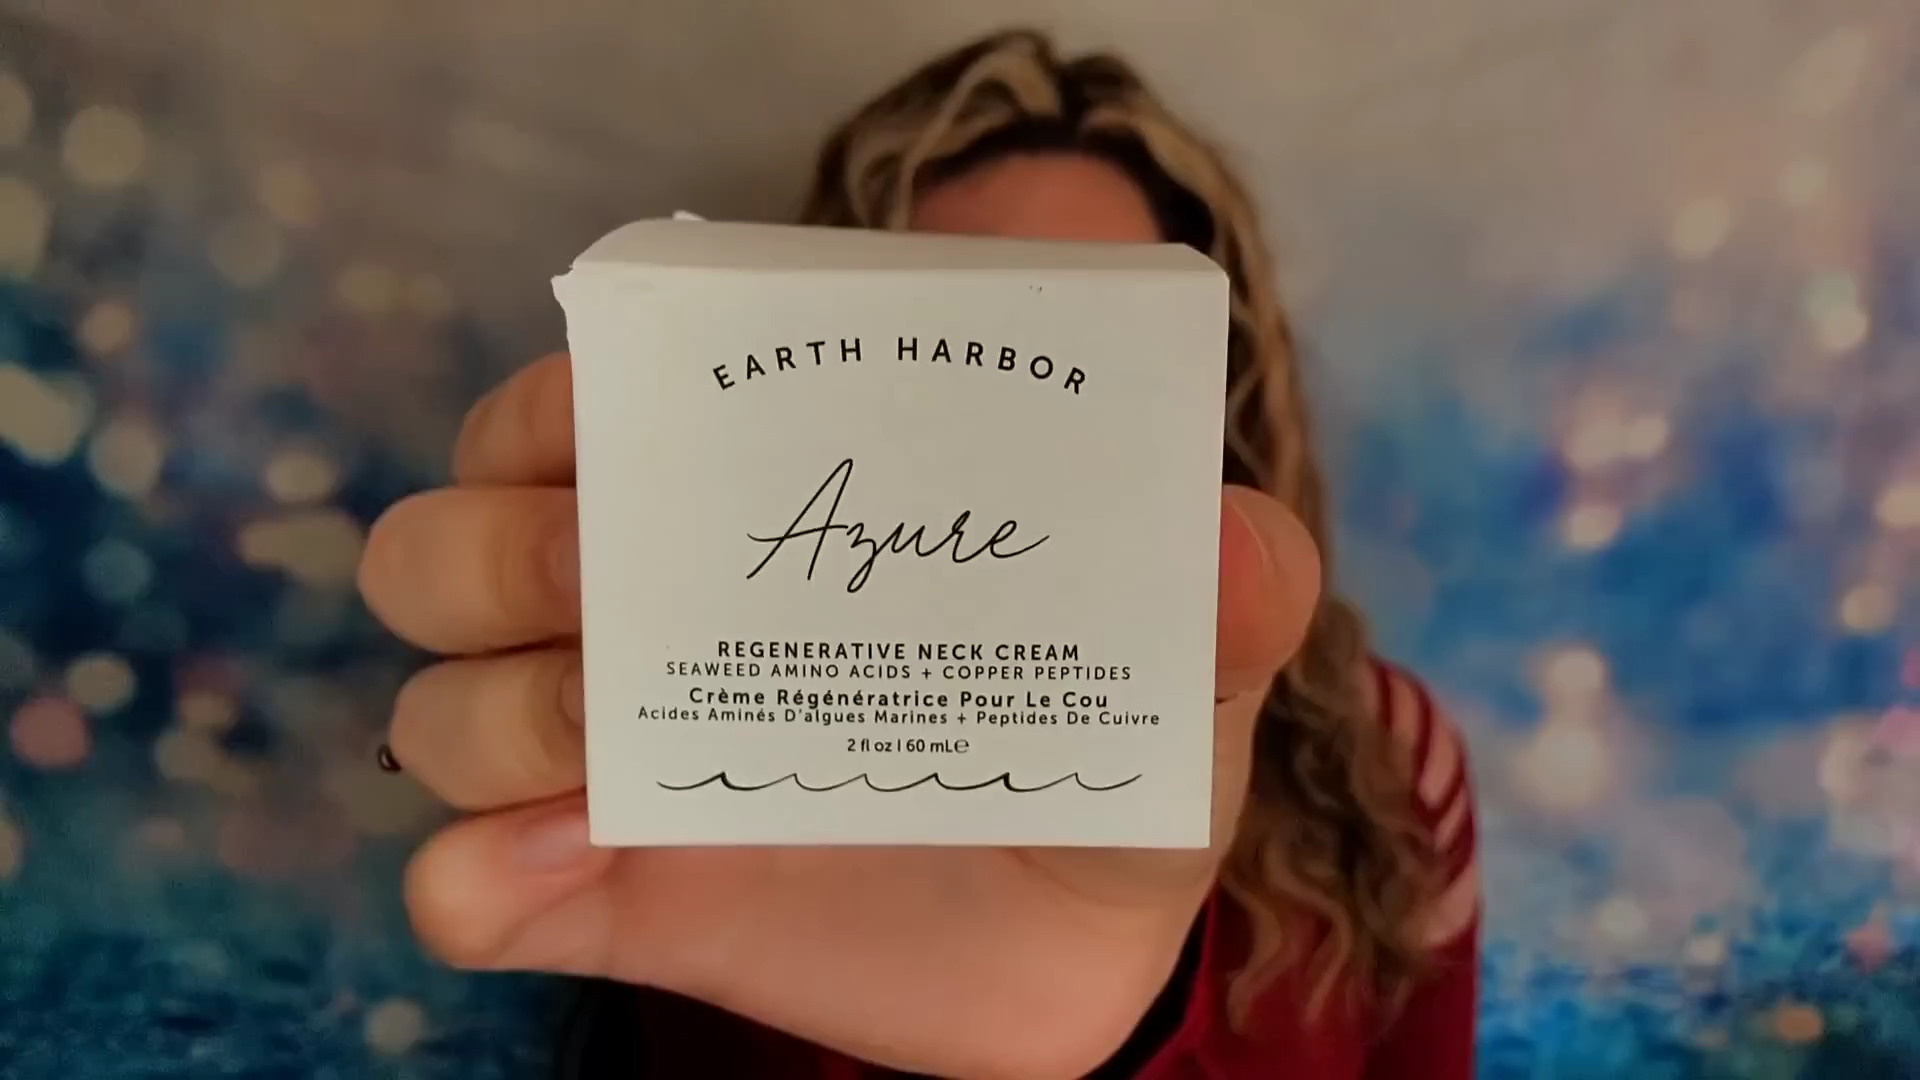 EARTH HARBOR
Azure
REGENERATIVE NECK CREAM
SEAWEED AMINO ACIDS + COPPER PEPTIDES
Crème Régénératrice Pour Le Cou
Acides Aminés D'algues Marines + Peptides De Cuivre
2 fl oz | 60 mL℮